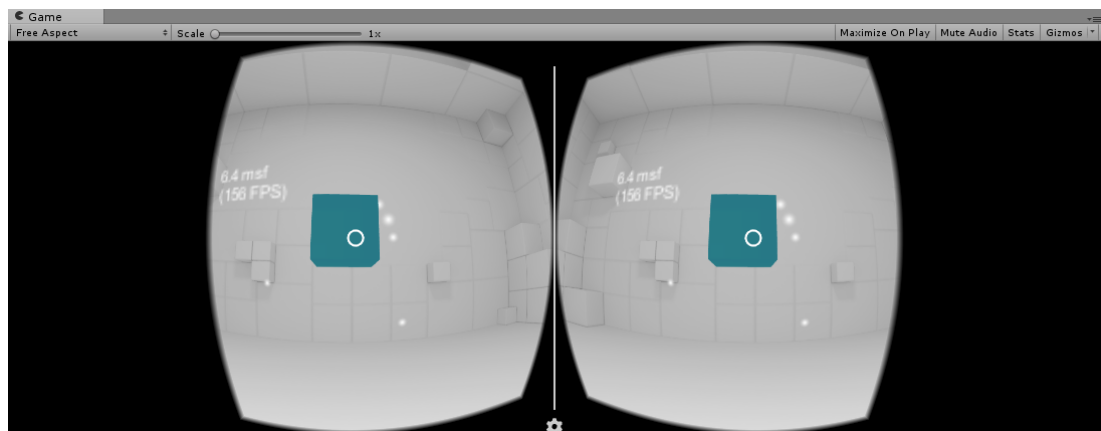 Game
Free Aspect Scale 1x Maximize On Play Mute Audio Stats Gizmos
6.4 msf
(156 FPS)
6.4 msf
(156 FPS)